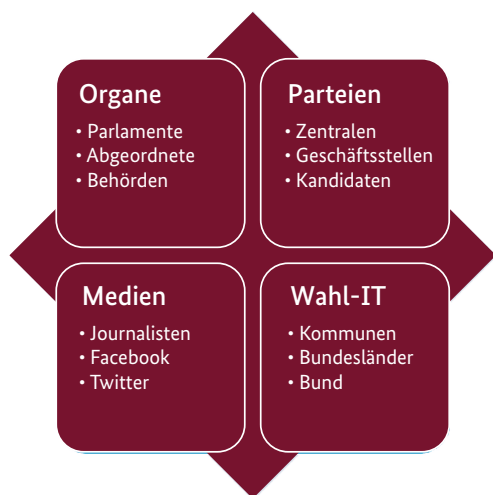 Organe
• Parlamente
• Abgeordnete
• Behörden
Parteien
• Zentralen
• Geschäftsstellen
• Kandidaten
Medien
• Journalisten
• Facebook
• Twitter
Wahl-IT
• Kommunen
• Bundesländer
• Bund